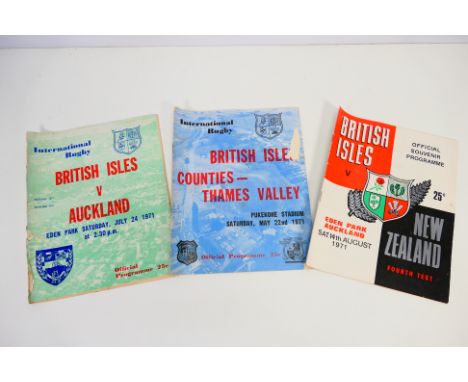 International
Rugby
BRITISH ISLES
V
AUCKLAND
EDEN PARK SATURDAY, JULY 24 1971
at 2:30 p.m.
Official
Programme 25c
International
Rugby
BRITISH ISLE
COUNTIES—
THAMES VALLEY
PUKEKOHE STADIUM
SATURDAY, MAY 22nd 1971
Official Programme 25c
BRITISH
ISLES
V
OFFICIAL
SOUVENIR
PROGRAMME
25c
EDEN PARK
AUCKLAND
SAT. 14th AUGUST
1971
NEW
ZEALAND
FOURTH TEST